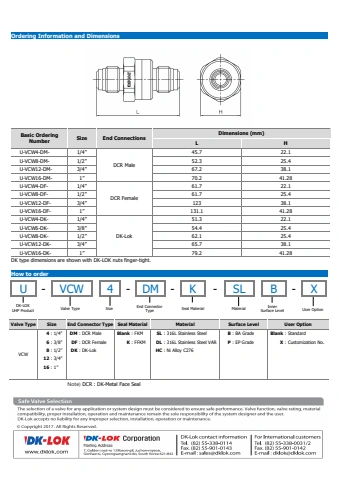 Ordering Information and Dimensions
L
H
Basic Ordering Number Size End Connections Dimensions (mm)
L H
U-VCW4-DM- 1/4" DCR Male 45.7 22.1
U-VCW8-DM- 1/2" 52.3 25.4
U-VCW12-DM- 3/4" 67.2 38.1
U-VCW16-DM- 1" 70.2 41.28
U-VCW4-DF- 1/4" DCR Female 61.7 22.1
U-VCW8-DF- 1/2" 61.7 25.4
U-VCW12-DF- 3/4" 123 38.1
U-VCW16-DF- 1" 131.1 41.28
U-VCW4-DK- 1/4" DK-Lok 51.3 22.1
U-VCW6-DK- 3/8" 54.4 25.4
U-VCW8-DK- 1/2" 62.1 25.4
U-VCW12-DK- 3/4" 65.7 38.1
U-VCW16-DK- 1" 79.2 41.28
DK type dimensions are shown with DK-LOK nuts finger-tight.
How to order
U - VCW 4 - DM - K - SL B - X
DK-LOK UHP Product Valve Type Size End Connector Type Seal Material Material Inner Surface Level User Option
Valve Type Size End Connector Type Seal Material Material Surface Level User Option
VCW
4 : 1/4" DM : DCR Male Blank : FKM SL : 316L Stainless Steel B : BA Grade Blank : Standard
6 : 3/8" DF : DCR Female K : FFKM DL : 316L Stainless Steel VAR P : EP Grade X : Customization No.
8 : 1/2" DK : DK-Lok HC : Ni Alloy C276
12 : 3/4"
16 : 1"
Note) DCR : DK-Metal Face Seal
Safe Valve Selection
The selection of a valve for any application or system design must be considered to ensure safe performance. Valve function, valve rating, material
compatibility, proper installation, operation and maintenance remain the sole responsibility of the system designer and the user.
DK-Lok accepts no liability for any improper selection, installation, operation or maintenance.
© Copyright 2017. All Rights Reserved.
DK-LOK
www.dklok.com
DK-LOK Corporation
Mailing Address
DK-Lok contact information
Tel. (82) 55-338-0114
Fax: (82) 55-901-0143
E-mail : sales@dklok.com
For International customers
Tel. (82) 55-338-0031/2
Fax: (82) 55-901-0142
E-mail : dklok@dklok.com